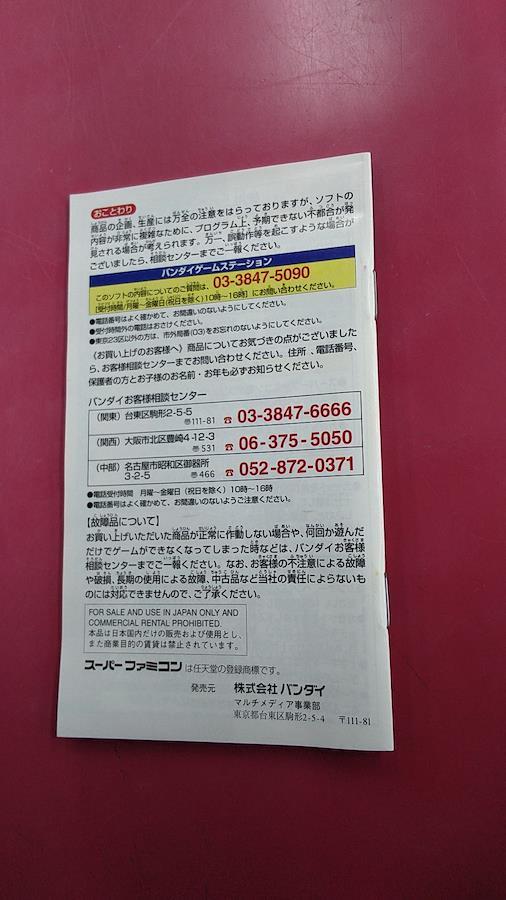 おことわり
商品の企画、生産には万全の注意をはらっておりますが、ソフトの
内容が非常に複雑なために、プログラム上、予期できない不都合が発
見される場合が考えられます。万一、誤動作等を起こすような場合が
ございましたら、相談センターまでご一報ください。
バンダイゲームステーション
このソフトの内容についてのご質問は、03-3847-5090
[受付時間/月曜〜金曜日(祝日を除く)10時〜16時] にお問い合わせください。
●電話番号はよく確かめて、お間違いのないようにしてください。
●受付時間外の電話はおさけください。
●東京23区以外の方は、市外局番(03)をお忘れのないようにしてください。
〈お買い上げのお客様へ〉商品についてお気づきの点がございました
ら、お客様相談センターまでお問い合わせください。住所、電話番号、
保護者の方とお子様のお名前・お年も必ずお知らせください。
バンダイお客様相談センター
(関東) 台東区駒形2-5-5
〠111-81 ☎ 03-3847-6666
(関西) 大阪市北区豊崎4-12-3
〠531 ☎ 06-375-5050
(中部) 名古屋市昭和区御器所
3-2-5 〠466 ☎ 052-872-0371
●電話受付時間 月曜〜金曜日(祝日を除く)10時〜16時
●電話番号はよく確かめて、お間違いのないようご注意ください。
【故障品について】
お買い上げいただいた商品が正常に作動しない場合や、何回か遊んだ
だけでゲームができなくなってしまった時などは、バンダイお客様
相談センターまでご一報ください。なお、お客様の不注意による故障
や破損、長期の使用による故障、中古品など当社の責任によらないも
のには対応できませんので、ご了承ください。
FOR SALE AND USE IN JAPAN ONLY AND
COMMERCIAL RENTAL PROHIBITED.
本品は日本国内だけの販売および使用とし、
また商業目的の賃貸は禁止されています。
スーパーファミコンは任天堂の登録商標です。
発売元 株式会社バンダイ
マルチメディア事業部
東京都台東区駒形2-5-4 〒111-81